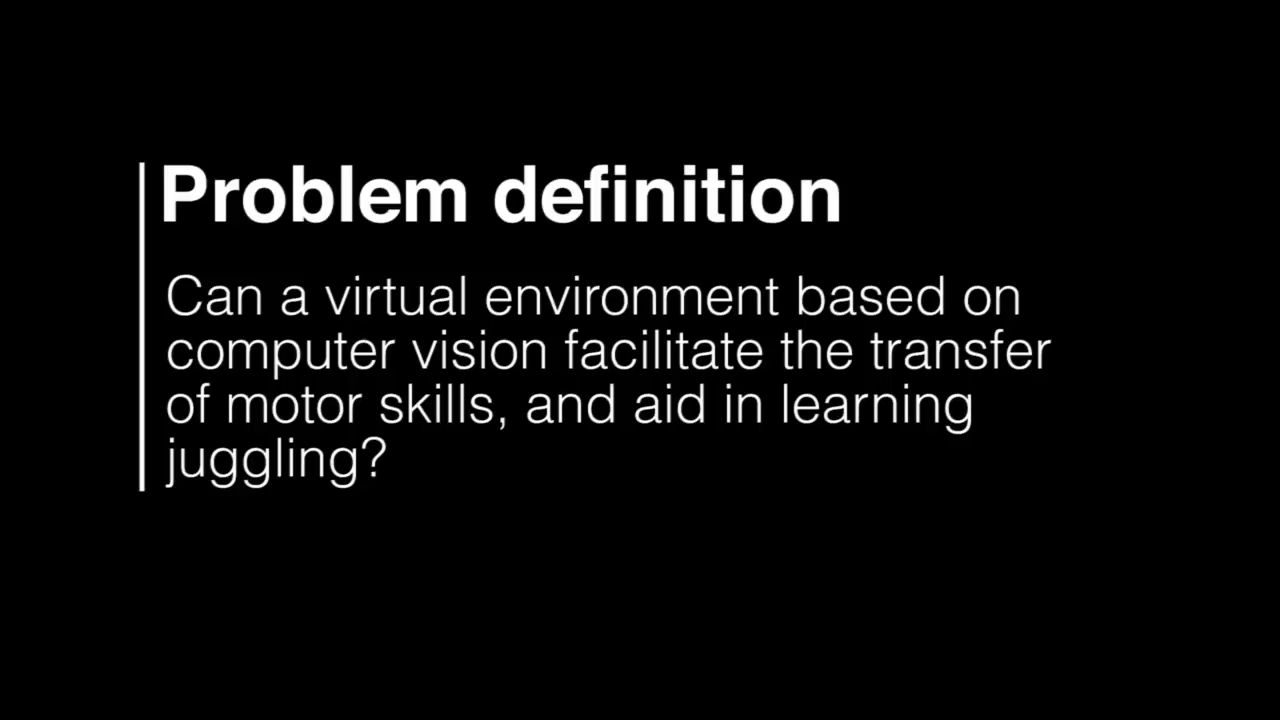 Problem definition
Can a virtual environment based on
computer vision facilitate the transfer
of motor skills, and aid in learning
juggling?